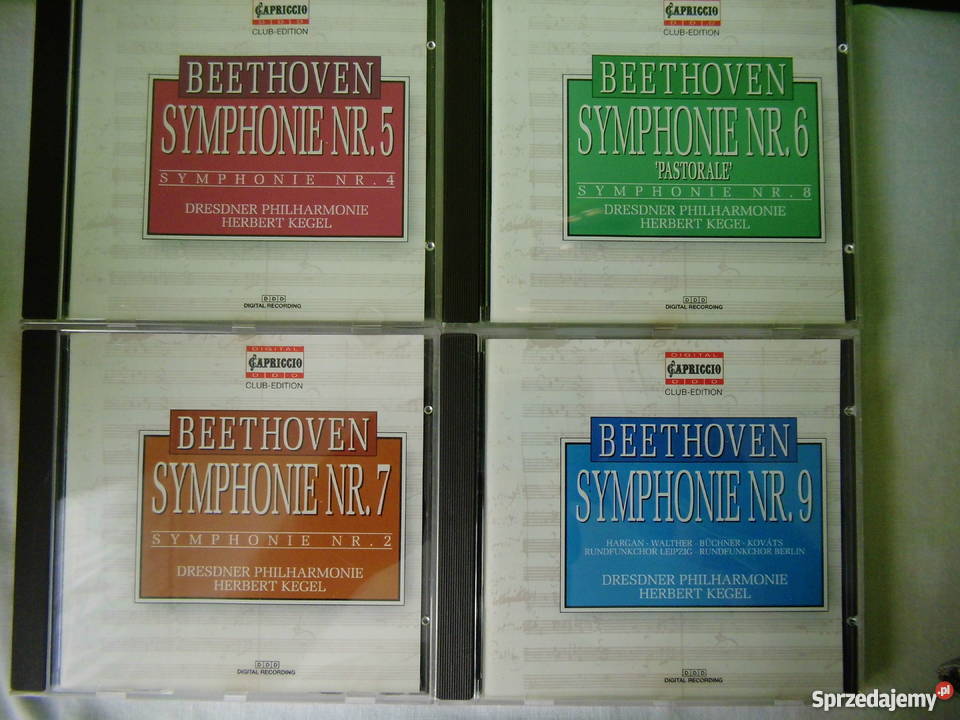 CAPRICCIO
DIGITAL
CLUB-EDITION
BEETHOVEN
SYMPHONIE NR. 5
SYMPHONIE NR. 4
DRESDNER PHILHARMONIE
HERBERT KEGEL
DDD
DIGITAL RECORDING
CAPRICCIO
CLUB-EDITION
BEETHOVEN
SYMPHONIE NR. 6
'PASTORALE'
SYMPHONIE NR. 8
DRESDNER PHILHARMONIE
HERBERT KEGEL
DDD
DIGITAL RECORDING
DIGITAL
CAPRICCIO
DDD
CLUB-EDITION
BEETHOVEN
SYMPHONIE NR. 7
SYMPHONIE NR. 2
DRESDNER PHILHARMONIE
HERBERT KEGEL
DDD
DIGITAL RECORDING
DIGITAL
CAPRICCIO
DDD
CLUB-EDITION
BEETHOVEN
SYMPHONIE NR. 9
HARGAN - WALTHER - BÜCHNER - KOVÁTS
RUNDFUNKCHOR LEIPZIG - RUNDFUNKCHOR BERLIN
DRESDNER PHILHARMONIE
HERBERT KEGEL
DDD
DIGITAL RECORDING
Sprzedajemy.pl